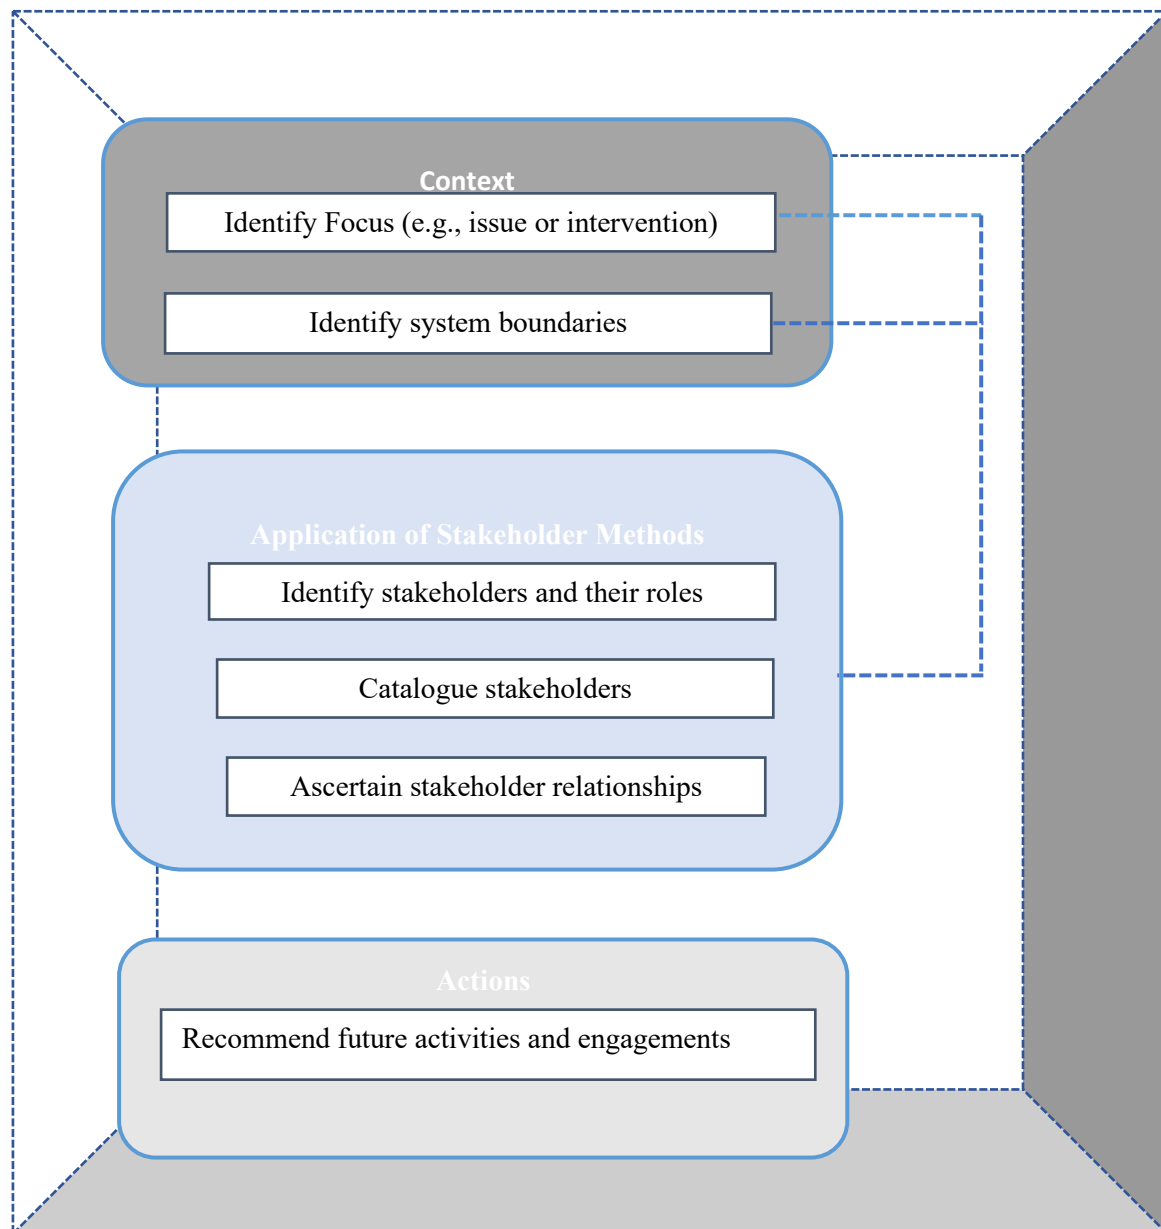 Context
Identify Focus (e.g., issue or intervention)
Identify system boundaries
Application of Stakeholder Methods
Identify stakeholders and their roles
Catalogue stakeholders
Ascertain stakeholder relationships
Actions
Recommend future activities and engagements